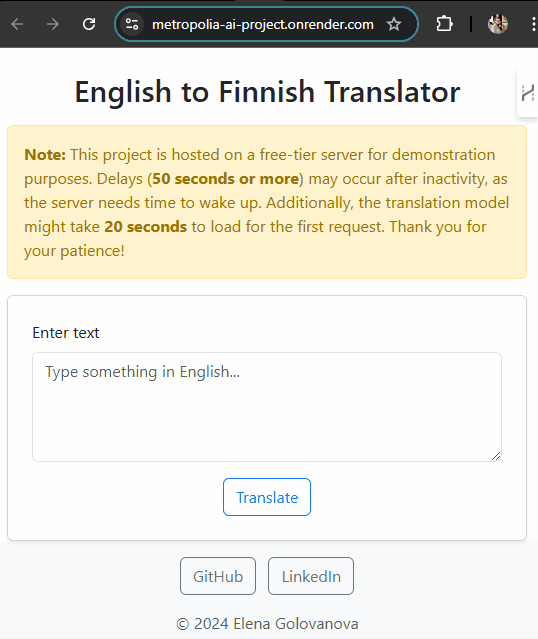 metropolia-ai-project.onrender.com
English to Finnish Translator
Note: This project is hosted on a free-tier server for demonstration
purposes. Delays (50 seconds or more) may occur after inactivity, as
the server needs time to wake up. Additionally, the translation model
might take 20 seconds to load for the first request. Thank you for
your patience!
Enter text
Type something in English...
Translate
GitHub
LinkedIn
© 2024 Elena Golovanova